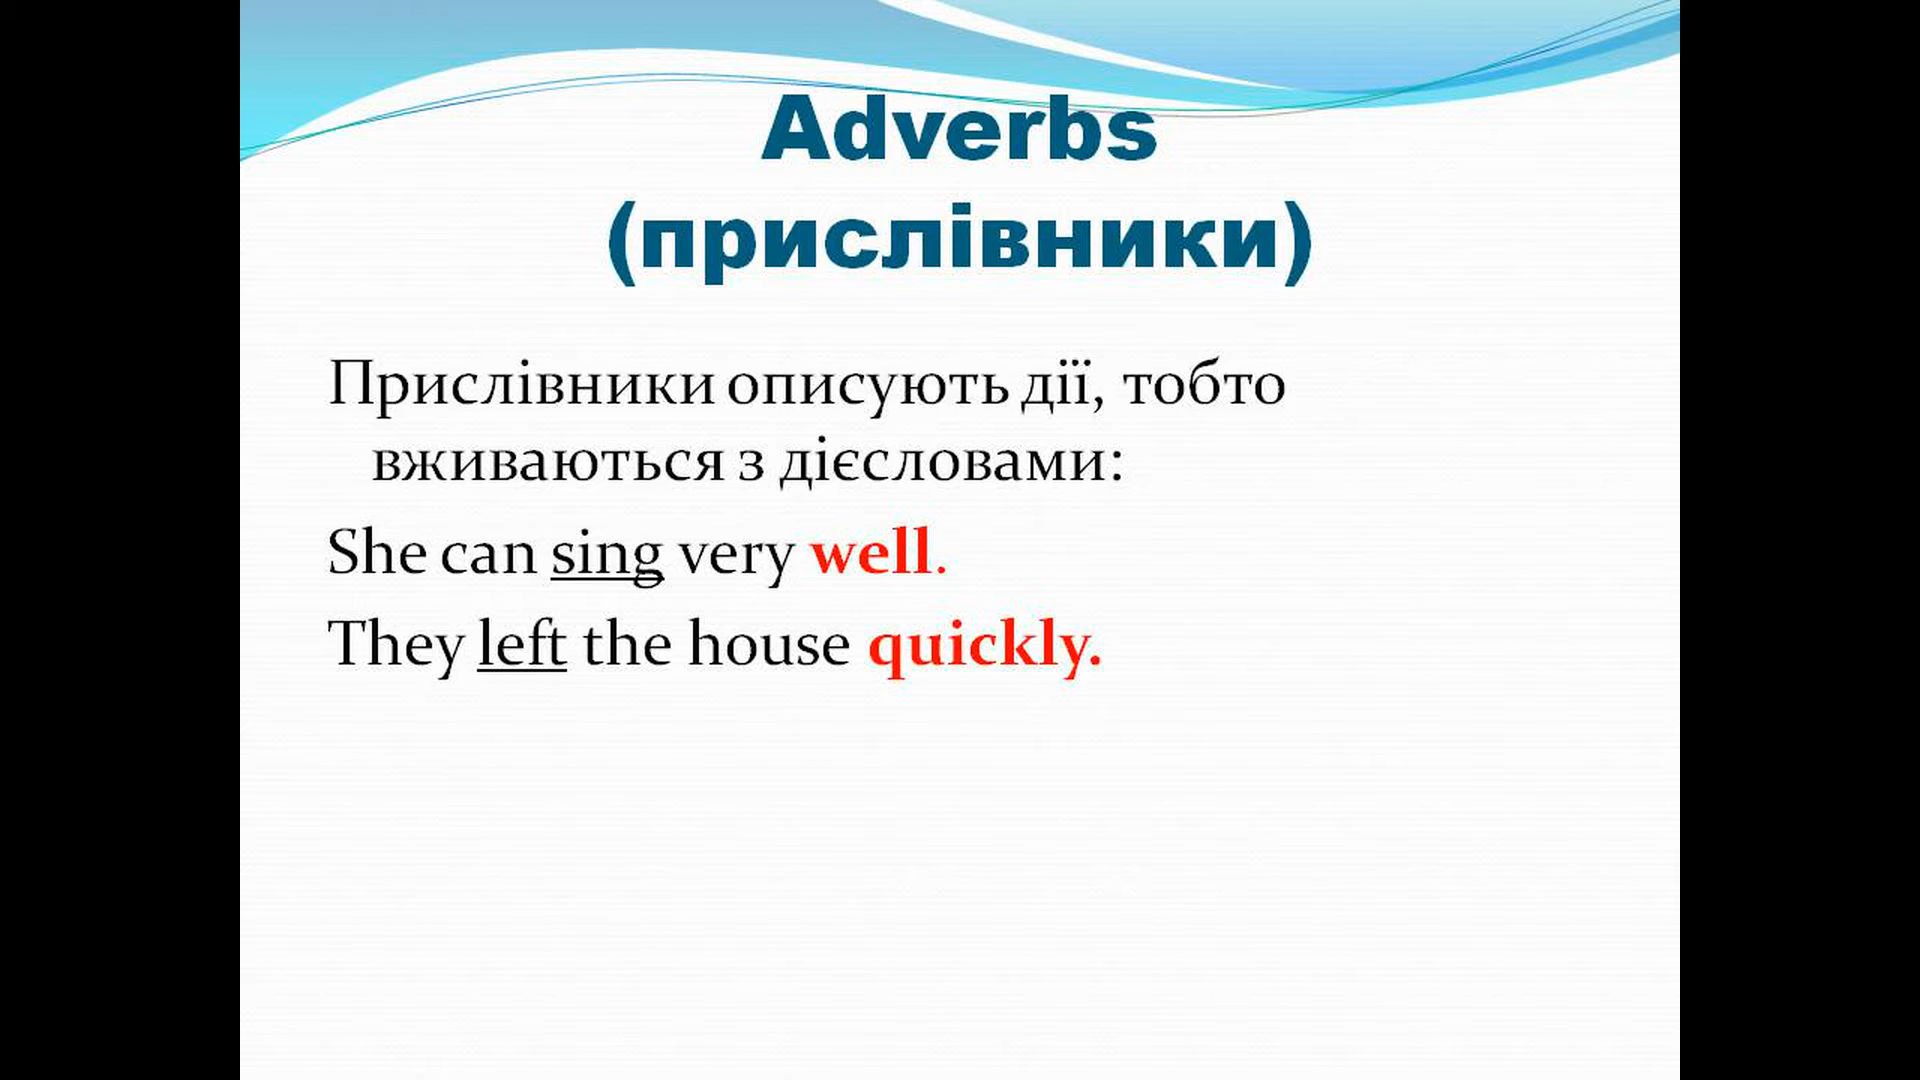 Adverbs
(прислівники)
Прислівники описують дії, тобто
вживаються з дієсловами:
She can sing very well.
They left the house quickly.